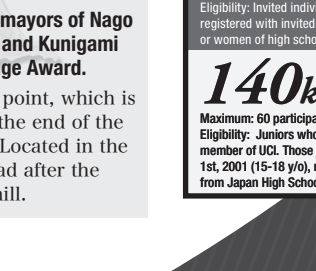 mayors of Nago
and Kunigami
ge Award.
point, which is
the end of the
Located in the
ad after the
ill.
Eligibility: Invited indivi
registered with invited
or women of high scho
140k
Maximum: 60 participa
Eligibility: Juniors who
member of UCI. Those
1st, 2001 (15-18 y/o), r
from Japan High Schoo